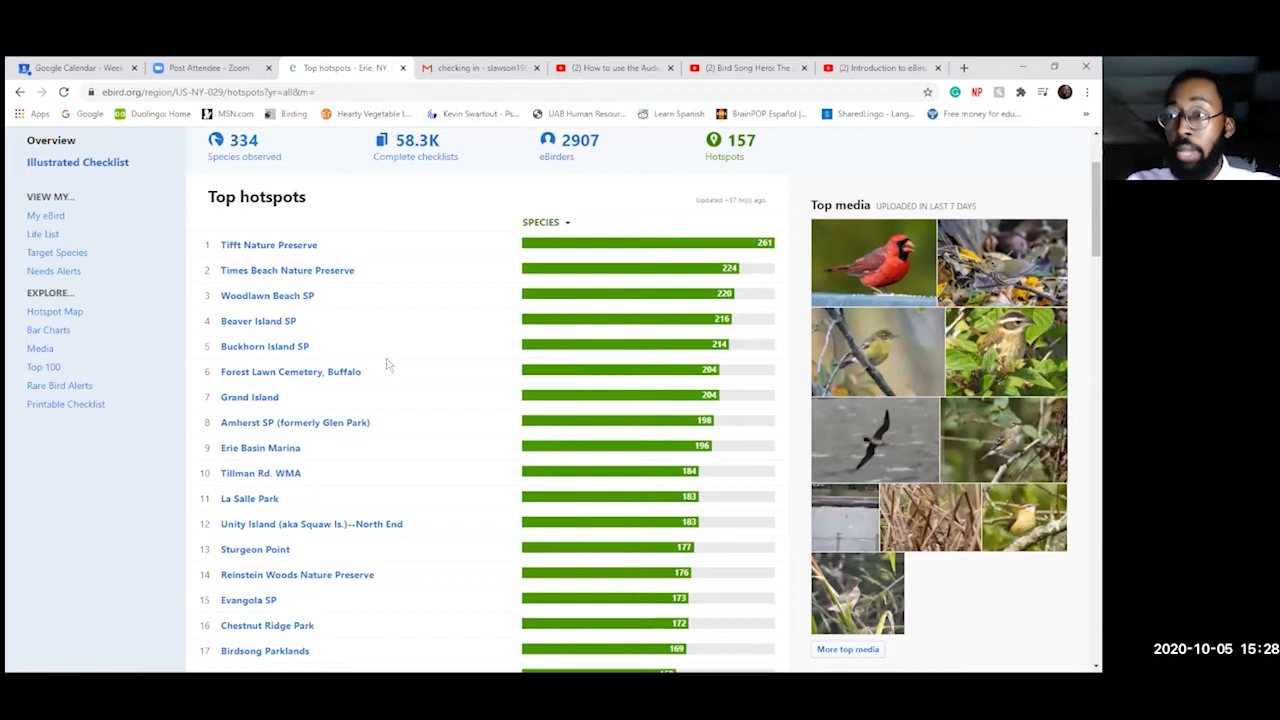 Google Calendar - Week
Post Attendee - Zoom
Top hotspots - Erie, NY,
checking in - slawson19
(2) How to use the Audu
(2) Bird Song Hero: The
(2) Introduction to eBir
ebird.org/region/US-NY-029/hotspots?yr=all&m=
Apps
Google
Duolingo: Home
MSN.com
Birding
Hearty Vegetable L...
Kevin Swartout - Ps...
UAB Human Resour...
Learn Spanish
BrainPOP Español |...
SharedLingo - Lang...
Free money for edu...
»
Overview
Illustrated Checklist
VIEW MY...
My eBird
Life List
Target Species
Needs Alerts
EXPLORE...
Hotspot Map
Bar Charts
Media
Top 100
Rare Bird Alerts
Printable Checklist
334
Species observed
58.3K
Complete checklists
2907
eBirders
157
Hotspots
Top hotspots
Updated ~37 hr(s) ago.
SPECIES
1 Tifft Nature Preserve 261
2 Times Beach Nature Preserve 224
3 Woodlawn Beach SP 220
4 Beaver Island SP 216
5 Buckhorn Island SP 214
6 Forest Lawn Cemetery, Buffalo 204
7 Grand Island 204
8 Amherst SP (formerly Glen Park) 198
9 Erie Basin Marina 196
10 Tillman Rd. WMA 184
11 La Salle Park 183
12 Unity Island (aka Squaw Is.)--North End 183
13 Sturgeon Point 177
14 Reinstein Woods Nature Preserve 176
15 Evangola SP 173
16 Chestnut Ridge Park 172
17 Birdsong Parklands 169
Top media UPLOADED IN LAST 7 DAYS
More top media
2020-10-05 15:28